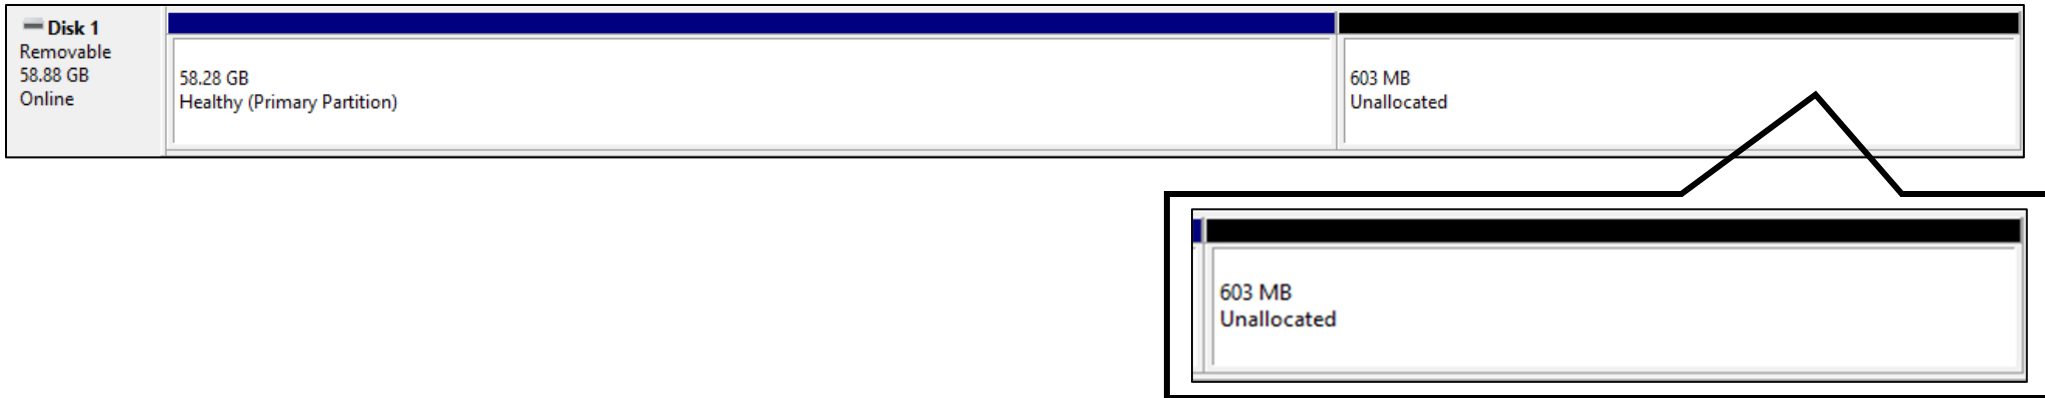 Disk 1
Removable
58.88 GB
Online
58.28 GB
Healthy (Primary Partition)
603 MB
Unallocated
603 MB
Unallocated